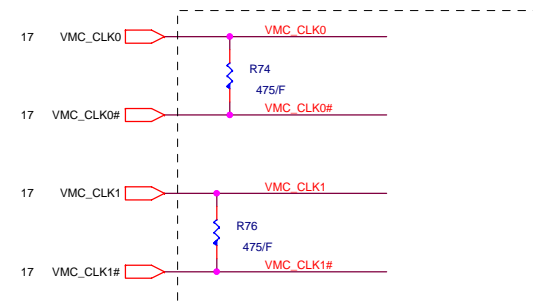 17 VMC_CLK0 VMC_CLK0
R74
475/F
17 VMC_CLK0# VMC_CLK0#
17 VMC_CLK1 VMC_CLK1
R76
475/F
17 VMC_CLK1# VMC_CLK1#